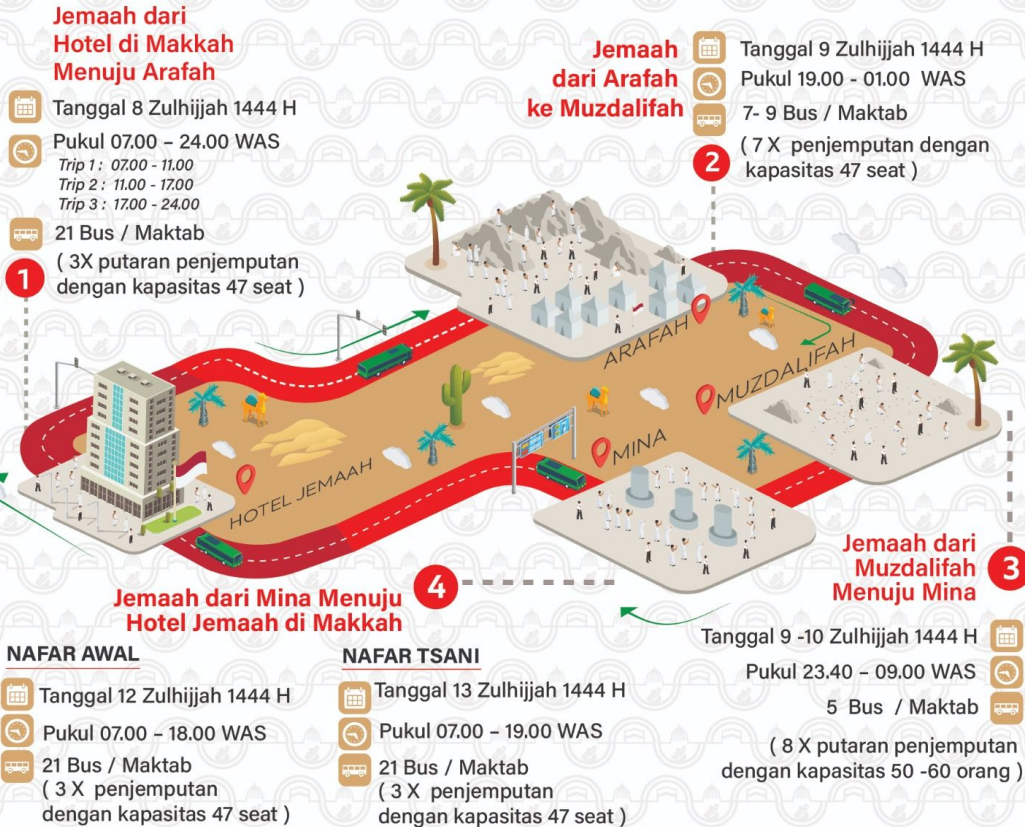 Jemaah dari
Hotel di Makkah
Menuju Arafah
Tanggal 8 Zulhijjah 1444 H
Pukul 07.00 – 24.00 WAS
Trip 1 : 07.00 - 11.00
Trip 2 : 11.00 - 17.00
Trip 3 : 17.00 - 24.00
21 Bus / Maktab
( 3X putaran penjemputan
dengan kapasitas 47 seat )
1
Jemaah
dari Arafah
ke Muzdalifah
Tanggal 9 Zulhijjah 1444 H
Pukul 19.00 - 01.00 WAS
7- 9 Bus / Maktab
( 7 X penjemputan dengan
kapasitas 47 seat )
2
ARAFAH
MUZDALIFAH
MINA
HOTEL JEMAAH
Jemaah dari
Muzdalifah
Menuju Mina
3
Tanggal 9 -10 Zulhijjah 1444 H
Pukul 23.40 – 09.00 WAS
5 Bus / Maktab
( 8 X putaran penjemputan
dengan kapasitas 50 -60 orang )
Jemaah dari Mina Menuju
Hotel Jemaah di Makkah
4
NAFAR AWAL
Tanggal 12 Zulhijjah 1444 H
Pukul 07.00 – 18.00 WAS
21 Bus / Maktab
( 3 X penjemputan
dengan kapasitas 47 seat )
NAFAR TSANI
Tanggal 13 Zulhijjah 1444 H
Pukul 07.00 – 19.00 WAS
21 Bus / Maktab
( 3 X penjemputan
dengan kapasitas 47 seat )